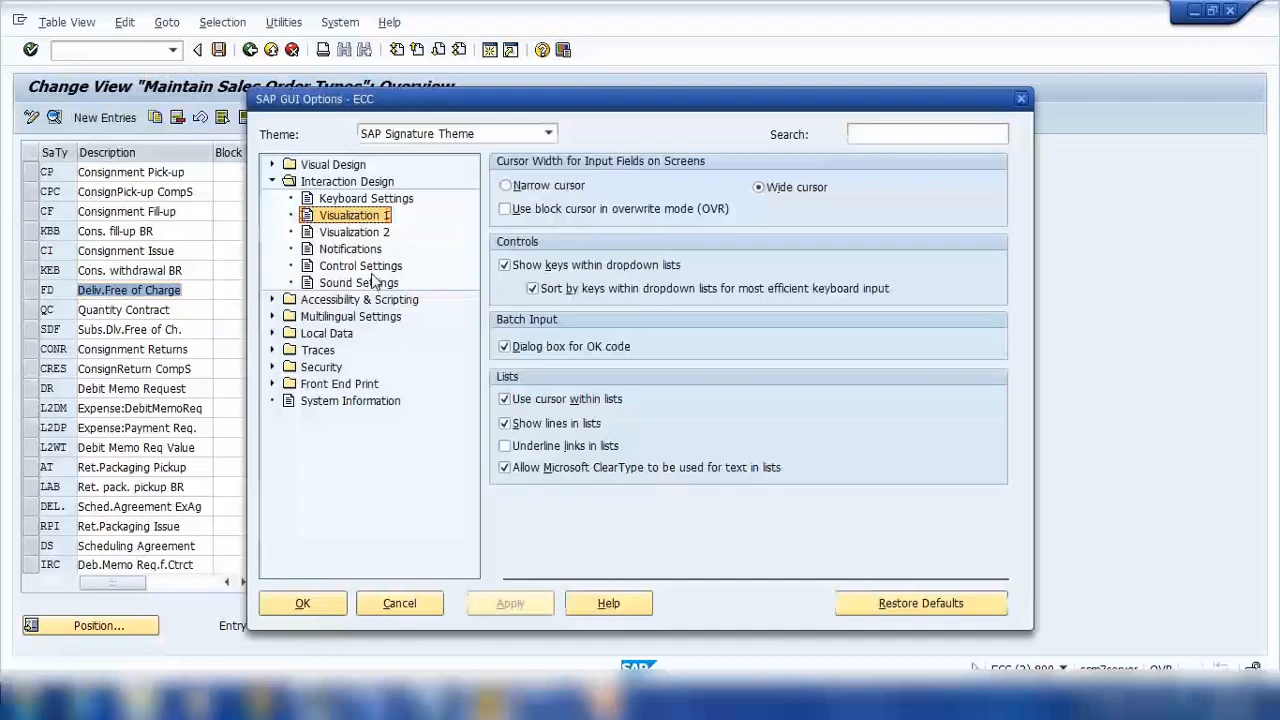 Table View Edit Goto Selection Utilities System Help
Change View "Maintain Sales Order Types": Overview
New Entries
SaTy Description Block
CP Consignment Pick-up
CPC ConsignPick-up CompS
CF Consignment Fill-up
KBB Cons. fill-up BR
CI Consignment Issue
KEB Cons. withdrawal BR
FD Deliv.Free of Charge
QC Quantity Contract
SDF Subs.Dlv.Free of Ch.
CONR Consignment Returns
CRES ConsignReturn CompS
DR Debit Memo Request
L2DM Expense:DebitMemoReq
L2DP Expense:Payment Req.
L2WT Debit Memo Req Value
AT Ret.Packaging Pickup
LAB Ret. pack. pickup BR
DEL. Sched.Agreement ExAg
RPI Ret.Packaging Issue
DS Scheduling Agreement
IRC Deb.Memo Req.f.Ctrct
Position...
Entry
SAP GUI Options - ECC
Theme: SAP Signature Theme
Search:
Visual Design
Interaction Design
Keyboard Settings
Visualization 1
Visualization 2
Notifications
Control Settings
Sound Settings
Accessibility & Scripting
Multilingual Settings
Local Data
Traces
Security
Front End Print
System Information
Cursor Width for Input Fields on Screens
Narrow cursor Wide cursor
Use block cursor in overwrite mode (OVR)
Controls
Show keys within dropdown lists
Sort by keys within dropdown lists for most efficient keyboard input
Batch Input
Dialog box for OK code
Lists
Use cursor within lists
Show lines in lists
Underline links in lists
Allow Microsoft ClearType to be used for text in lists
OK Cancel Apply Help Restore Defaults
SAP
OVR